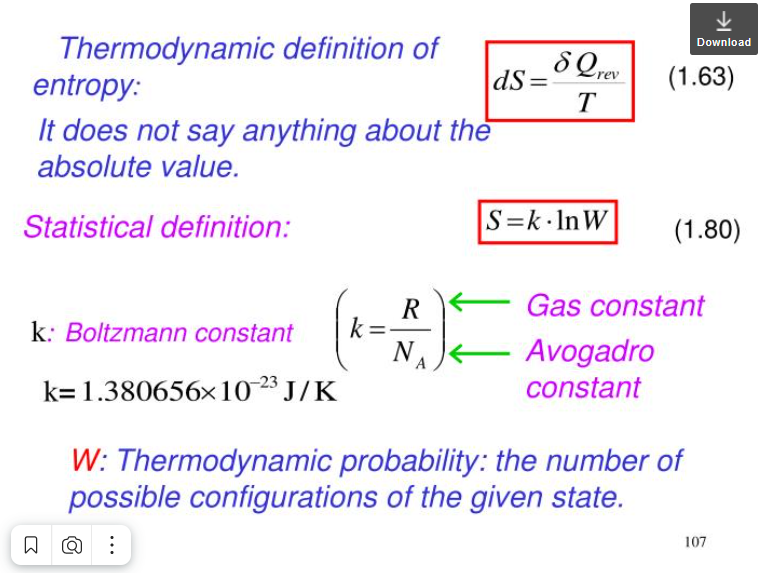 Download
Thermodynamic definition of
entropy:
dS = δQ_rev / T
(1.63)
It does not say anything about the
absolute value.
Statistical definition:
S = k · ln W
(1.80)
k: Boltzmann constant
(k = R / N_A)
Gas constant
Avogadro
constant
k= 1.380656×10^−23 J / K
W: Thermodynamic probability: the number of
possible configurations of the given state.
107